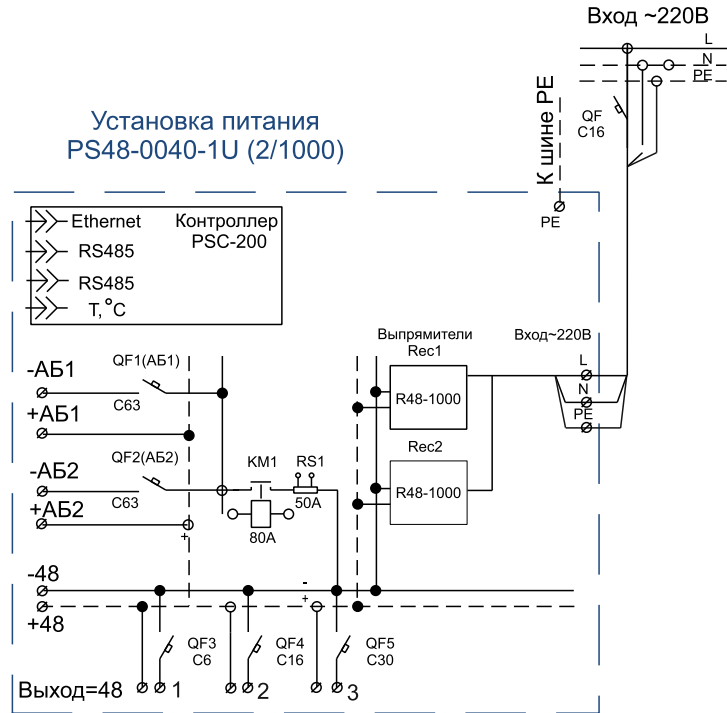 Вход ~220В
L
N
PE
QF
C16
К шине PE
PE
Установка питания
PS48-0040-1U (2/1000)
Ethernet
Контроллер
PSC-200
RS485
RS485
T,°C
Выпрямители
Rec1
R48-1000
Rec2
R48-1000
Вход~220В
L
N
PE
-АБ1
QF1(АБ1)
C63
+АБ1
-АБ2
QF2(АБ2)
C63
+АБ2
KM1
RS1
50A
80A
-
+
-
+
-48
+48
QF3
C6
QF4
C16
QF5
C30
Выход=48
1
2
3